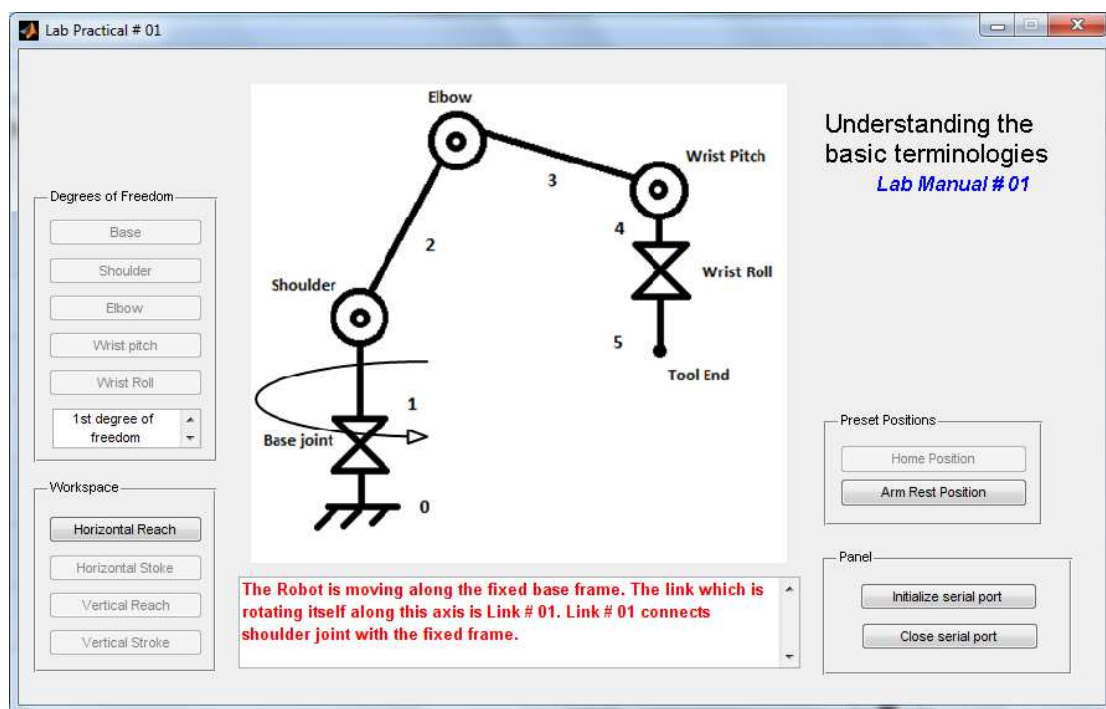 Lab Practical # 01
Understanding the
basic terminologies
Lab Manual # 01
Degrees of Freedom
Base
Shoulder
Elbow
Wrist pitch
Wrist Roll
1st degree of
freedom
Workspace
Horizontal Reach
Horizontal Stoke
Vertical Reach
Vertical Stroke
Elbow
Wrist Pitch
3
4
2
Wrist Roll
Shoulder
5
Tool End
1
Base joint
0
The Robot is moving along the fixed base frame. The link which is
rotating itself along this axis is Link # 01. Link # 01 connects
shoulder joint with the fixed frame.
Preset Positions
Home Position
Arm Rest Position
Panel
Initialize serial port
Close serial port